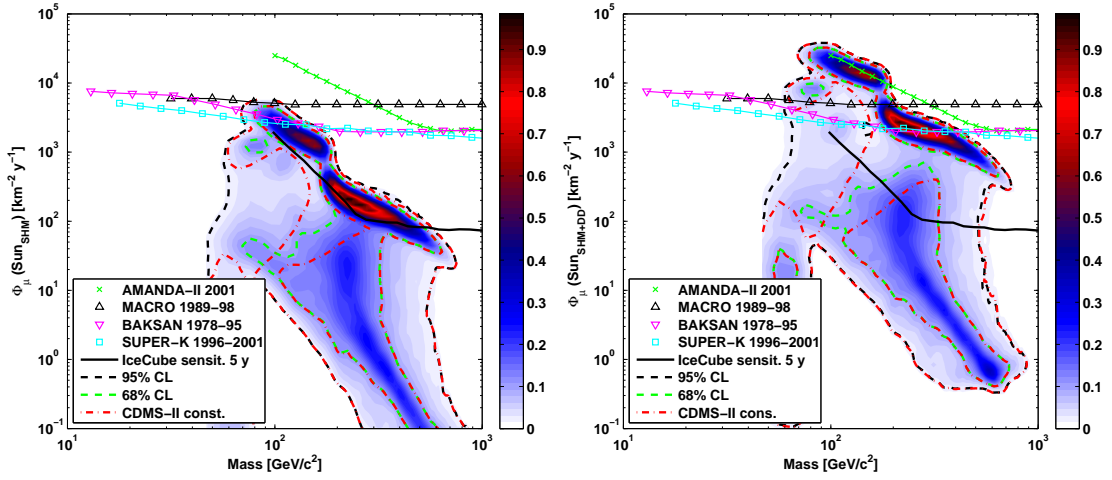 Φμ (SunSHM) [km−2 y−1]
10^5
10^4
10^3
10^2
10^1
10^0
10^−1
10^1
10^2
10^3
Mass [GeV/c2]
AMANDA−II 2001
MACRO 1989−98
BAKSAN 1978−95
SUPER−K 1996−2001
IceCube sensit. 5 y
95% CL
68% CL
CDMS−II const.
0.9
0.8
0.7
0.6
0.5
0.4
0.3
0.2
0.1
0
Φμ (SunSHM+DD) [km−2 y−1]
10^5
10^4
10^3
10^2
10^1
10^0
10^−1
10^1
10^2
10^3
Mass [GeV/c2]
AMANDA−II 2001
MACRO 1989−98
BAKSAN 1978−95
SUPER−K 1996−2001
IceCube sensit. 5 y
95% CL
68% CL
CDMS−II cons.
0.9
0.8
0.7
0.6
0.5
0.4
0.3
0.2
0.1
0